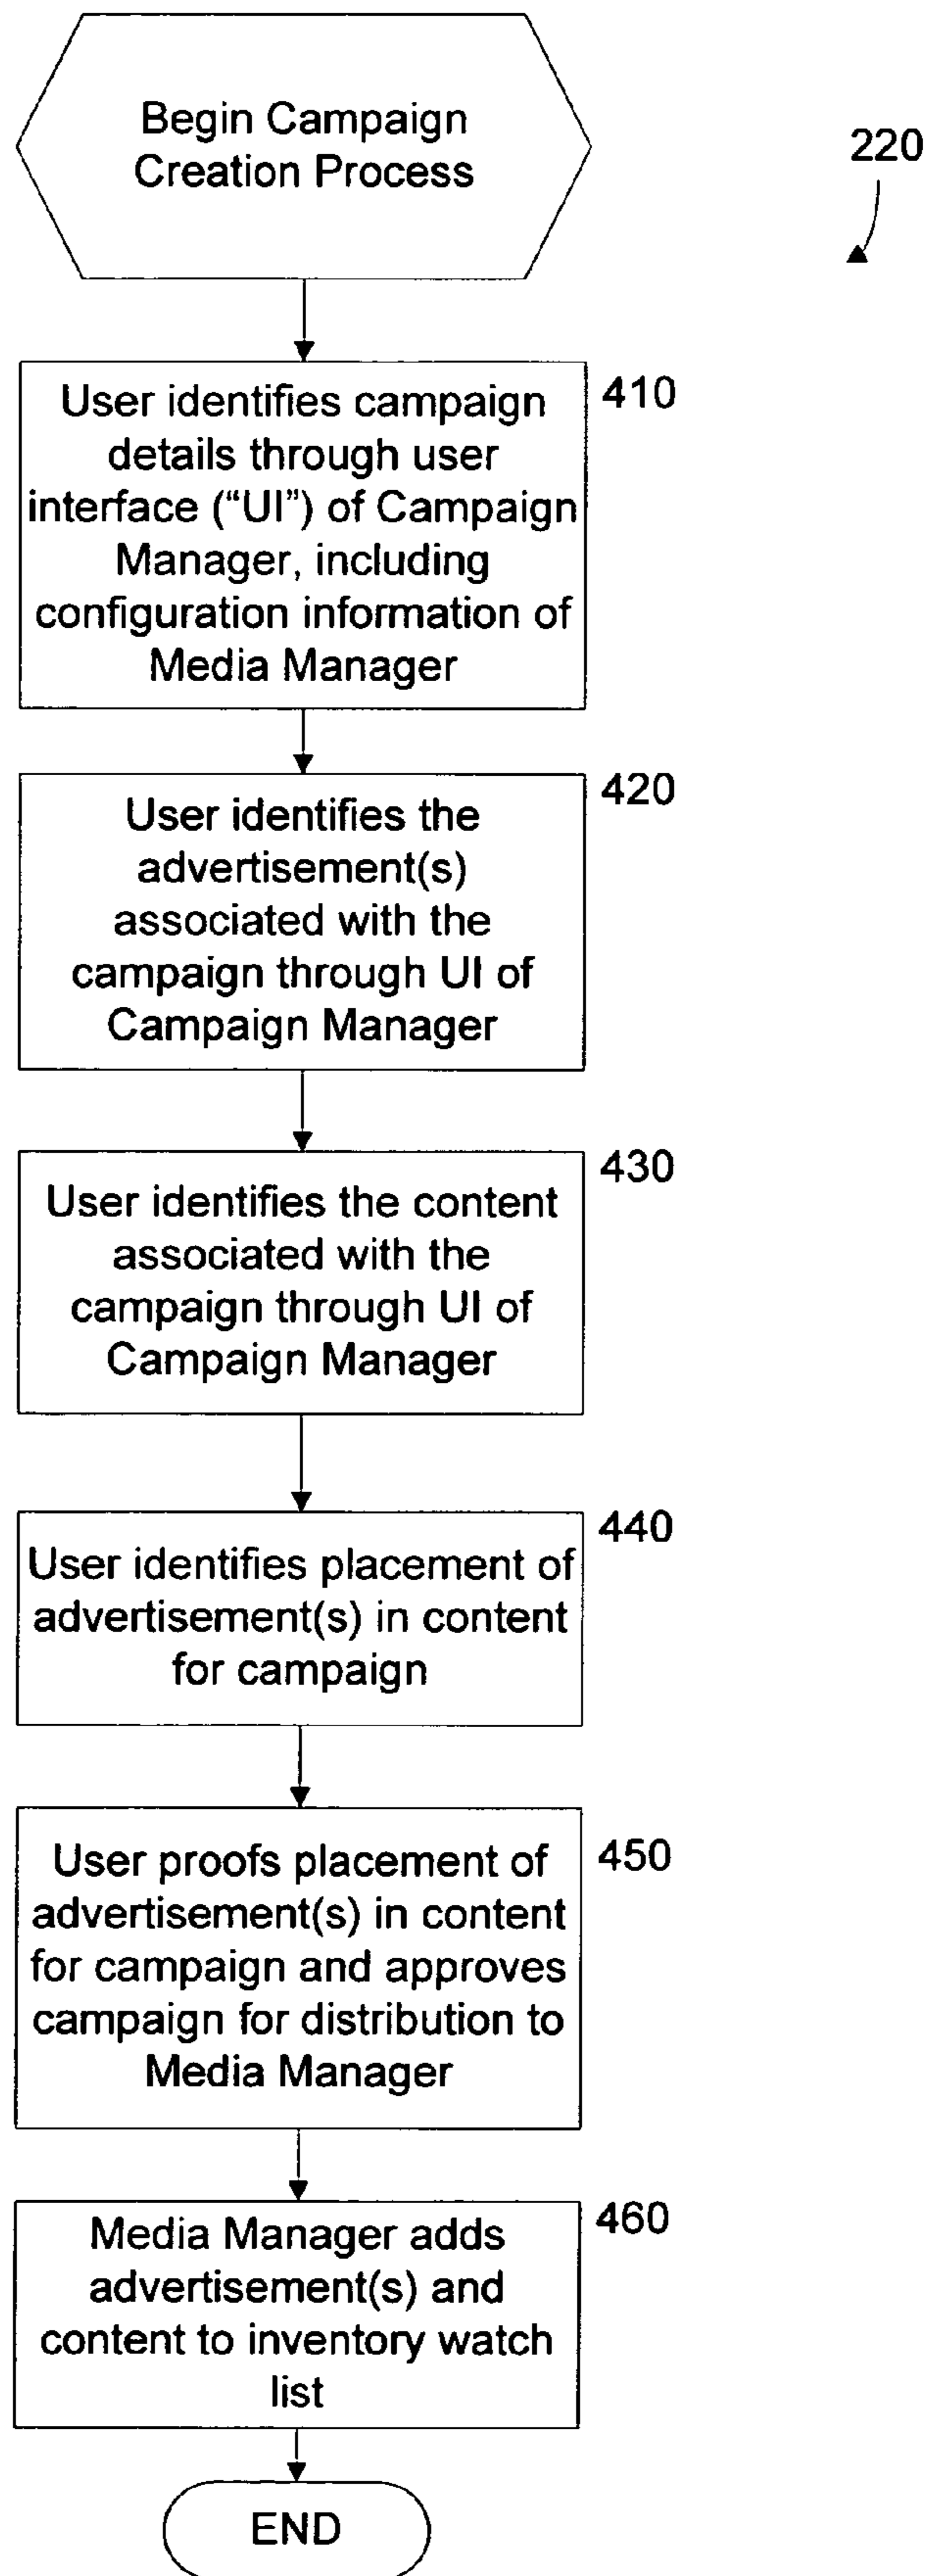 Begin Campaign
Creation Process
220
User identifies campaign
details through user
interface (“UI”) of Campaign
Manager, including
configuration information of
Media Manager
410
User identifies the
advertisement(s)
associated with the
campaign through UI of
Campaign Manager
420
User identifies the content
associated with the
campaign through UI of
Campaign Manager
430
User identifies placement of
advertisement(s) in content
for campaign
440
User proofs placement of
advertisement(s) in content
for campaign and approves
campaign for distribution to
Media Manager
450
Media Manager adds
advertisement(s) and
content to inventory watch
list
460
END